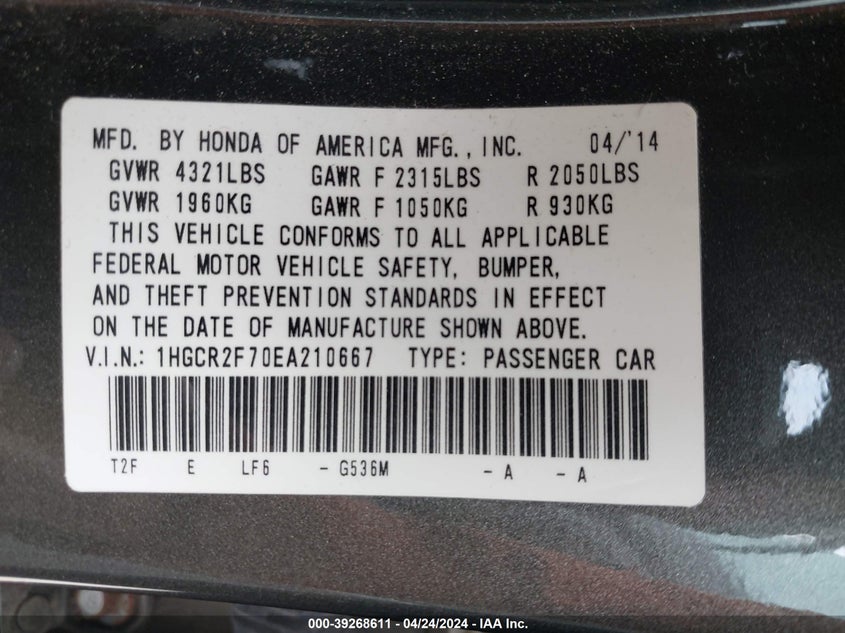 MFD. BY HONDA OF AMERICA MFG., INC. 04/'14
GVWR 4321LBS GAWR F 2315LBS R 2050LBS
GVWR 1960KG GAWR F 1050KG R 930KG
THIS VEHICLE CONFORMS TO ALL APPLICABLE
FEDERAL MOTOR VEHICLE SAFETY, BUMPER,
AND THEFT PREVENTION STANDARDS IN EFFECT
ON THE DATE OF MANUFACTURE SHOWN ABOVE.
V.I.N.: 1HGCR2F70EA210667 TYPE: PASSENGER CAR
T2F E LF6 - G536M - A - A
000-39268611 - 04/24/2024 - IAA Inc.